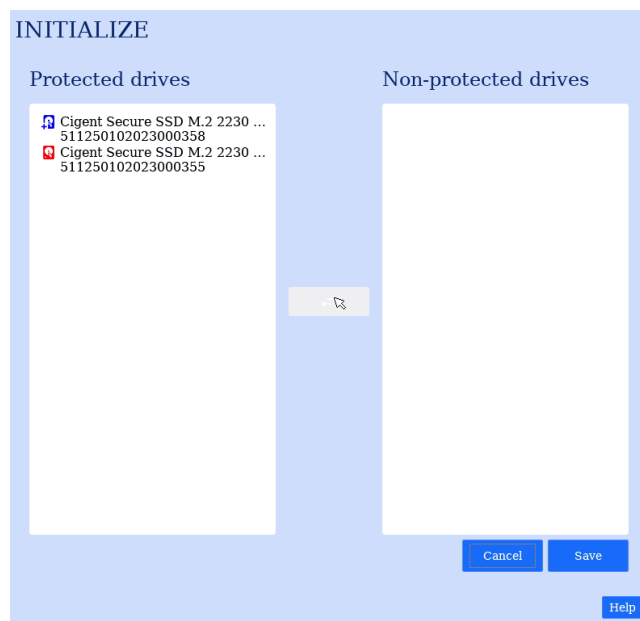 INITIALIZE
Protected drives
Non-protected drives
Cigent Secure SSD M.2 2230 ...
511250102023000358
Cigent Secure SSD M.2 2230 ...
511250102023000355
Cancel
Save
Help